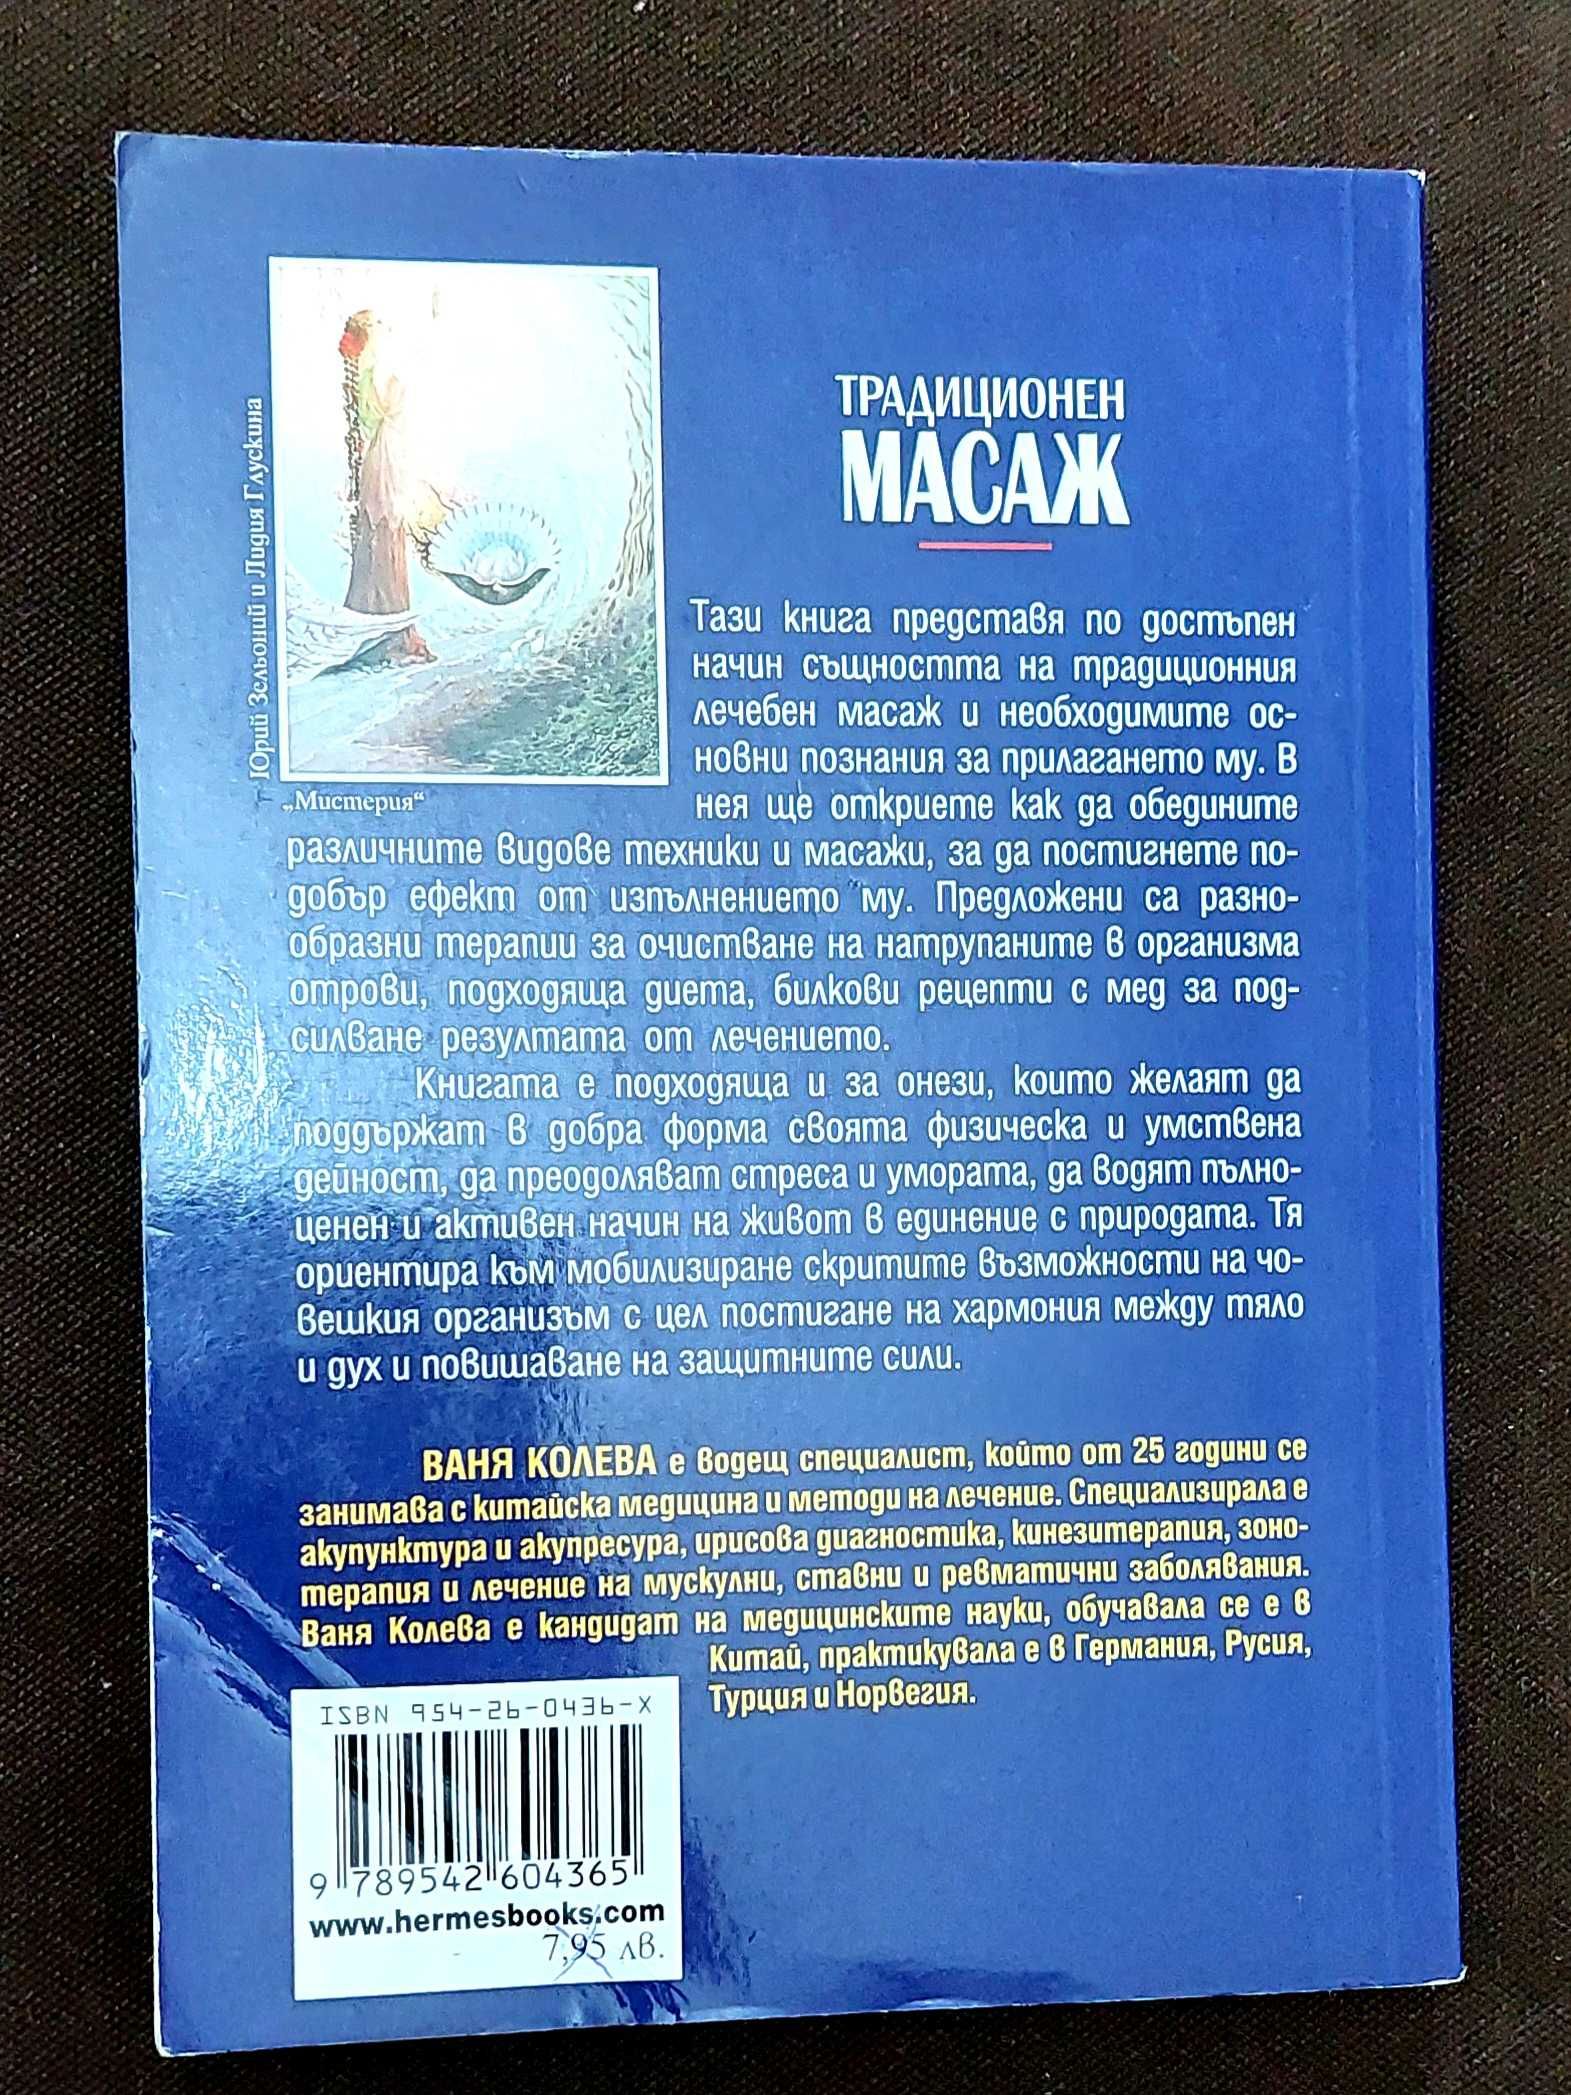 Юрий Зельоний и Лидия Глускина
„Мистерия“
ТРАДИЦИОНЕН
МАСАЖ
Тази книга представя по достъпен
начин същността на традиционния
лечебен масаж и необходимите ос-
новни познания за прилагането му. В
нея ще откриете как да обедините
различните видове техники и масажи, за да постигнете по-
добър ефект от изпълнението му. Предложени са разно-
образни терапии за очистване на натрупаните в организма
отрови, подходяща диета, билкови рецепти с мед за под-
силване резултата от лечението.
Книгата е подходяща и за онези, които желаят да
поддържат в добра форма своята физическа и умствена
дейност, да преодоляват стреса и умората, да водят пълно-
ценен и активен начин на живот в единение с природата. Тя
ориентира към мобилизиране скритите възможности на чо-
вешкия организъм с цел постигане на хармония между тяло
и дух и повишаване на защитните сили.
ВАНЯ КОЛЕВА е водещ специалист, който от 25 години се
занимава с китайска медицина и методи на лечение. Специализирала е
акупунктура и акупресура, ирисова диагностика, кинезитерапия, зоно-
терапия и лечение на мускулни, ставни и ревматични заболявания.
Ваня Колева е кандидат на медицинските науки, обучавала се е в
Китай, практикувала е в Германия, Русия,
Турция и Норвегия.
ISBN 954-26-0436-X
9 789542 604365
www.hermesbooks.com
7,95 лв.